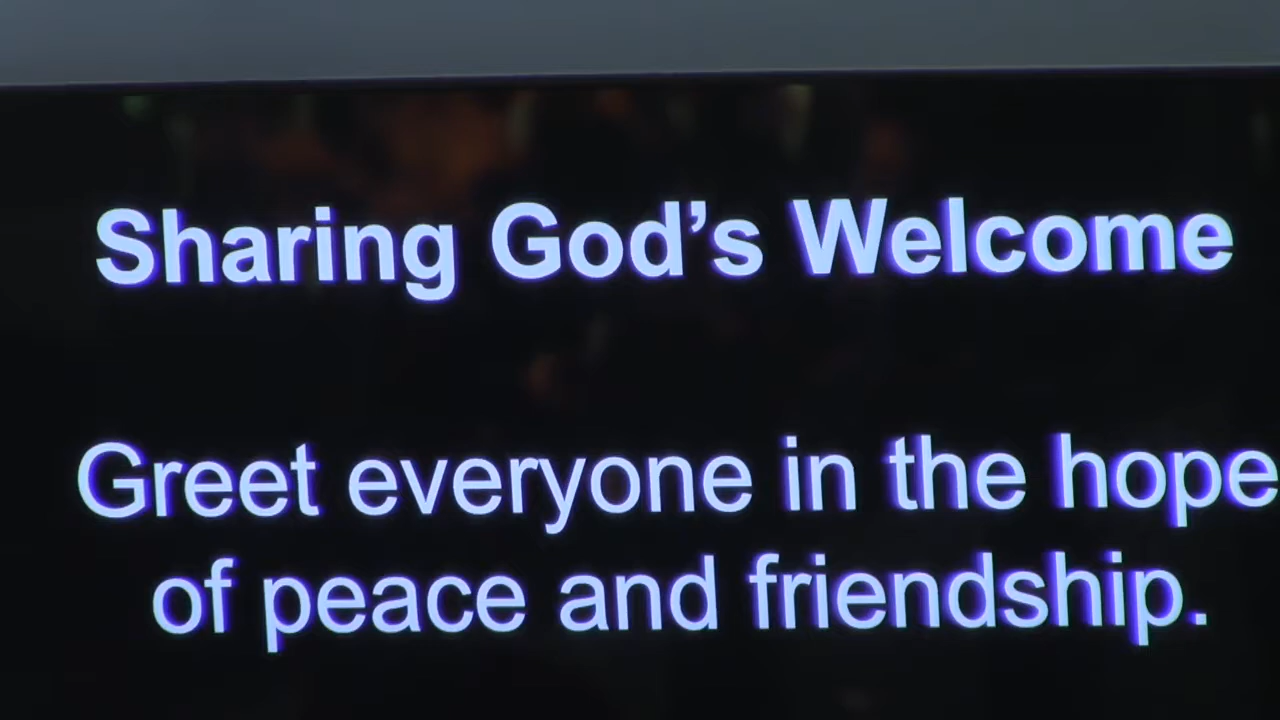 Sharing God’s Welcome
Greet everyone in the hope
of peace and friendship.